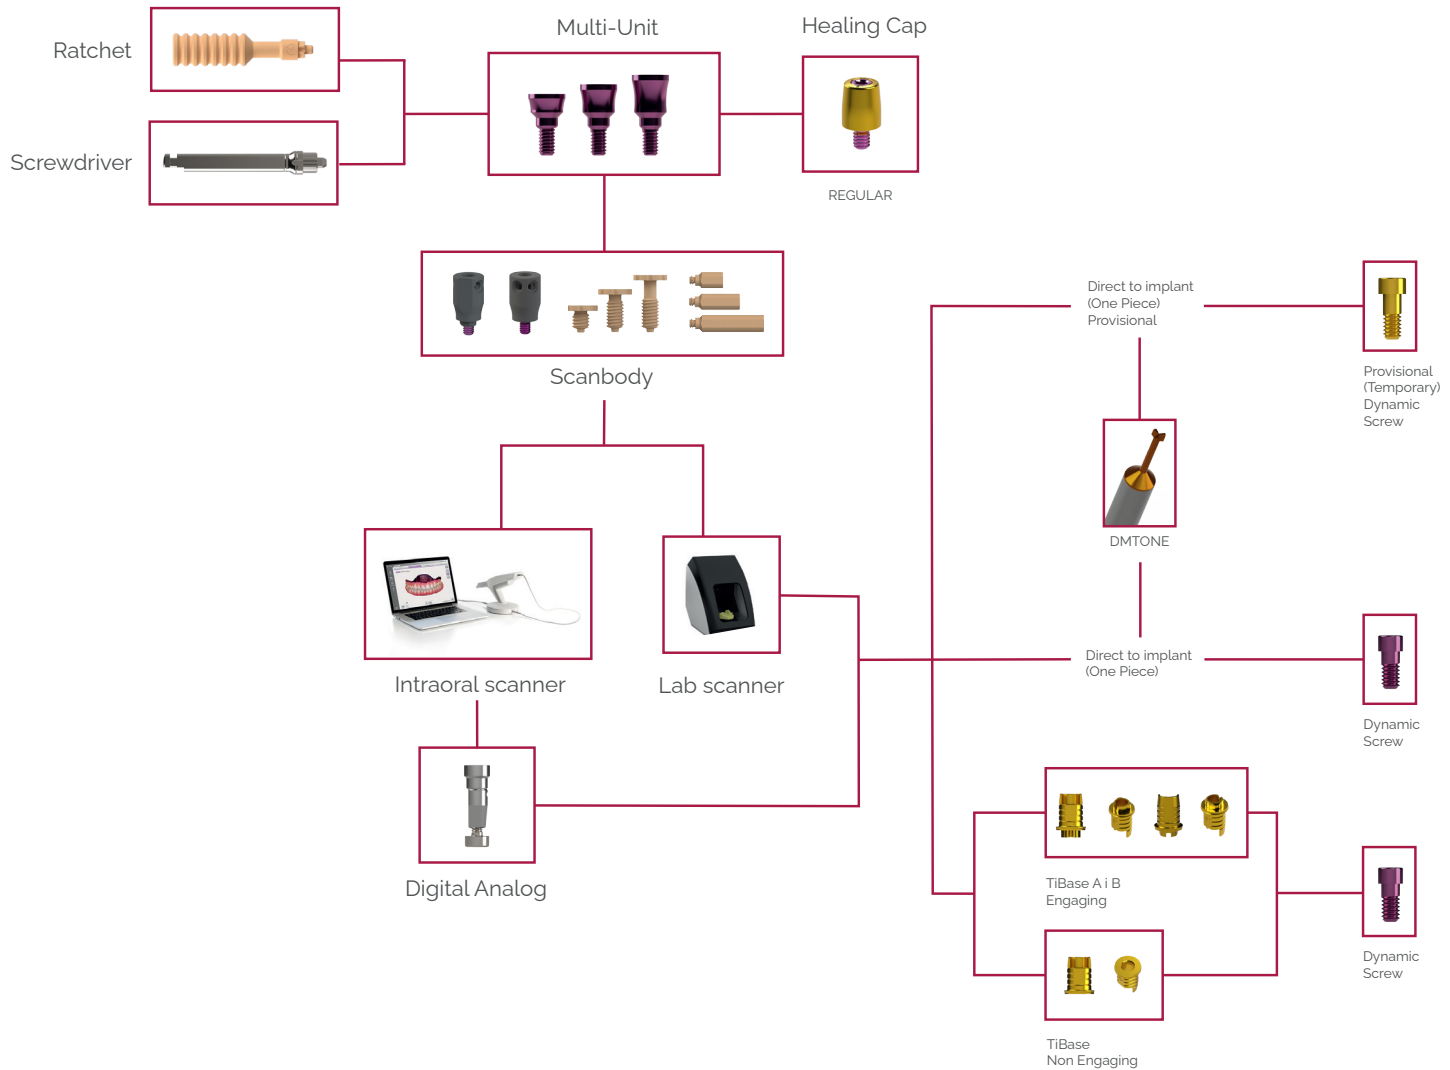 Ratchet
Screwdriver
Multi-Unit
Healing Cap
REGULAR
Scanbody
Intraoral scanner
Lab scanner
Digital Analog
Direct to implant
(One Piece)
Provisional
Provisional
(Temporary)
Dynamic
Screw
DMTONE
Direct to implant
(One Piece)
Dynamic
Screw
TiBase A i B
Engaging
Dynamic
Screw
TiBase
Non Engaging